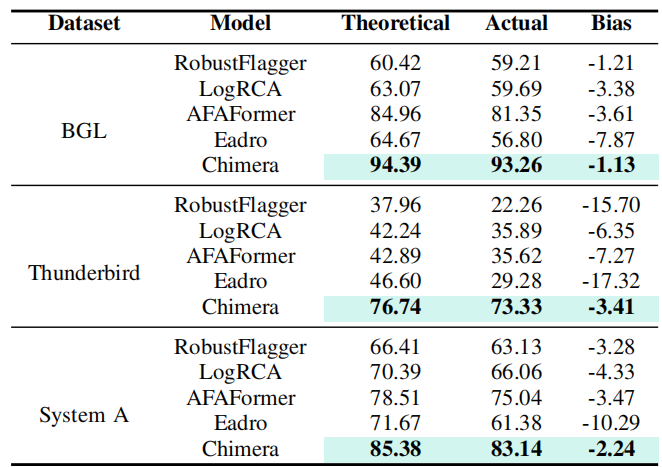 Dataset Model Theoretical Actual Bias
RobustFlagger 60.42 59.21 -1.21
LogRCA 63.07 59.69 -3.38
AFAFormer 84.96 81.35 -3.61
BGL
Eadro 64.67 56.80 -7.87
Chimera 94.39 93.26 -1.13
RobustFlagger 37.96 22.26 -15.70
LogRCA 42.24 35.89 -6.35
AFAFormer 42.89 35.62 -7.27
Thunderbird
Eadro 46.60 29.28 -17.32
Chimera 76.74 73.33 -3.41
RobustFlagger 66.41 63.13 -3.28
LogRCA 70.39 66.06 -4.33
AFAFormer 78.51 75.04 -3.47
System A
Eadro 71.67 61.38 -10.29
Chimera 85.38 83.14 -2.24